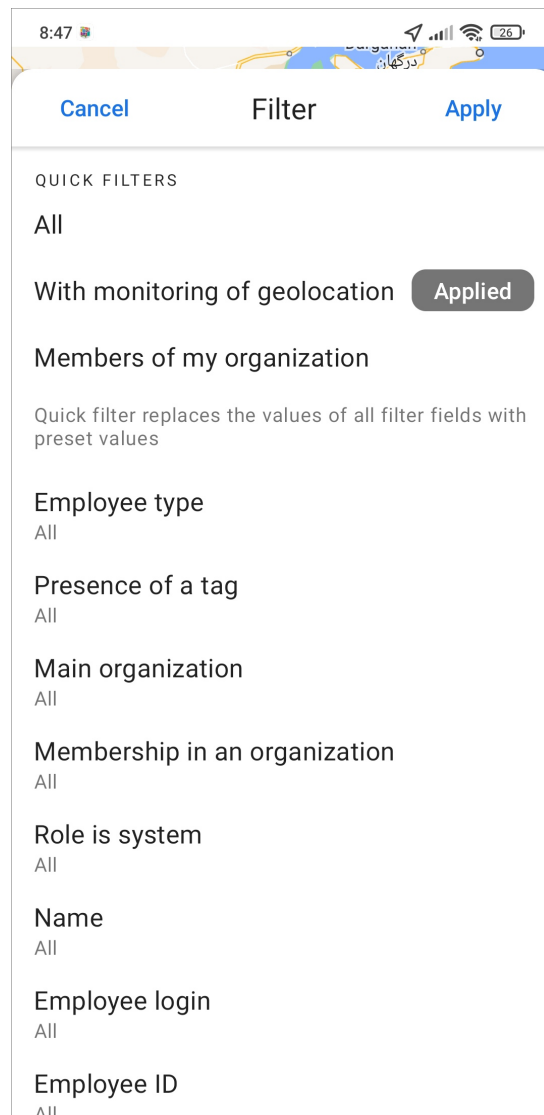 8:47
26
درگهان
Cancel
Filter
Apply
QUICK FILTERS
All
With monitoring of geolocation
Applied
Members of my organization
Quick filter replaces the values of all filter fields with
preset values
Employee type
All
Presence of a tag
All
Main organization
All
Membership in an organization
All
Role is system
All
Name
All
Employee login
All
Employee ID
All